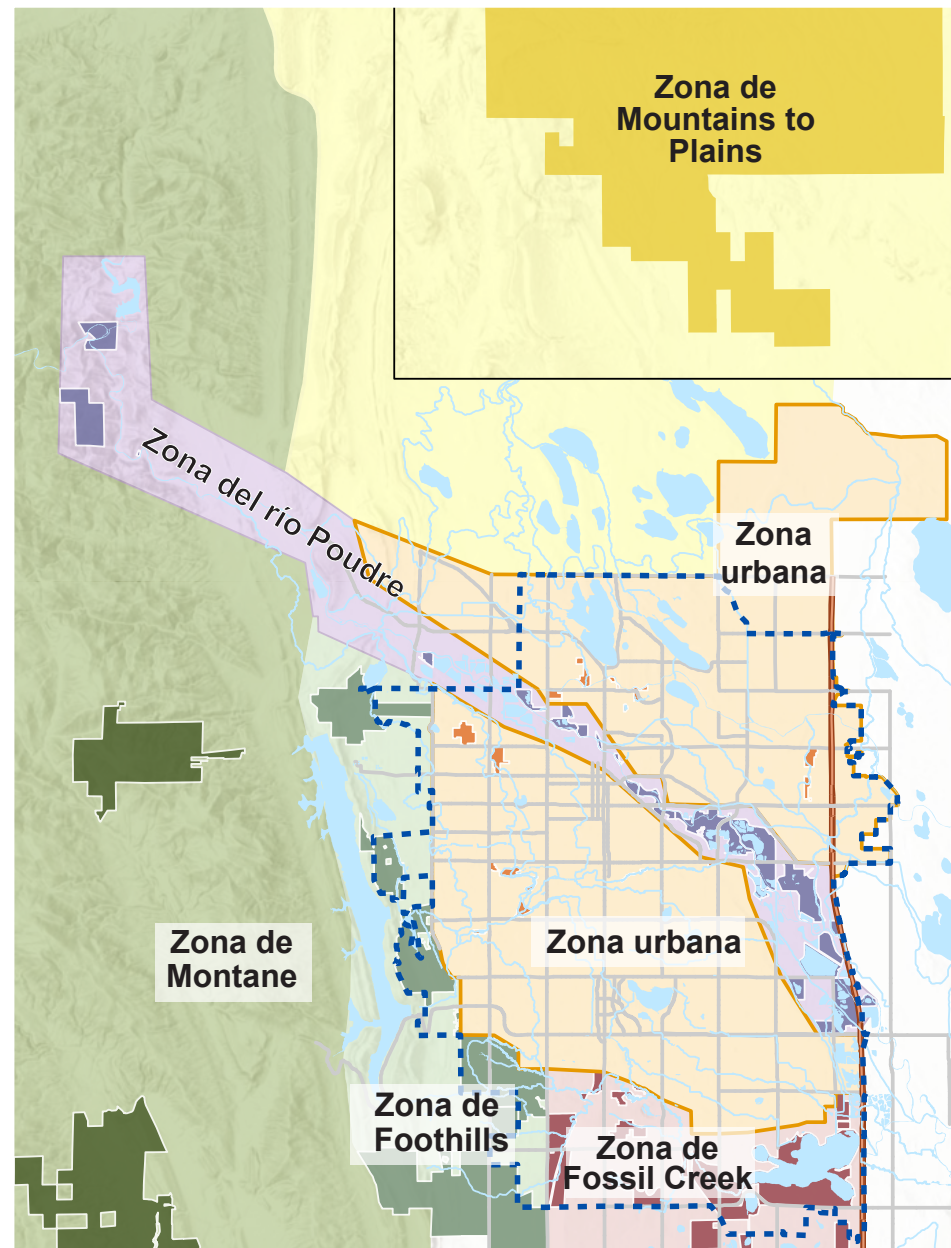 Zona de
Mountains to
Plains
Zona del río Poudre
Zona
urbana
Zona de
Montane
Zona urbana
Zona de
Foothills
Zona de
Fossil Creek